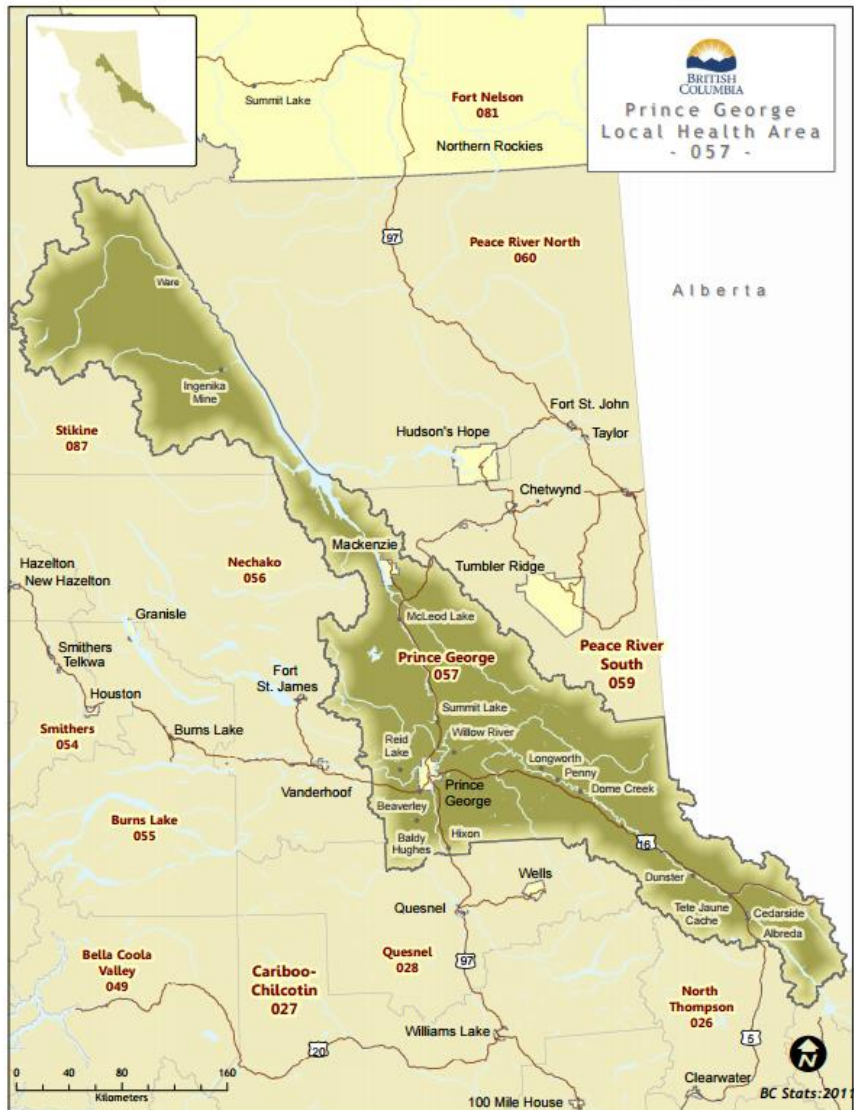 BRITISH
COLUMBIA
Prince George
Local Health Area
- 057 -
Summit Lake
Fort Nelson
081
Northern Rockies
97
Peace River North
060
Alberta
Ware
Ingenika
Mine
Stikine
087
Fort St. John
Taylor
Hudson's Hope
Chetwynd
Mackenzie
Tumbler Ridge
Nechako
056
Hazelton
New Hazelton
Granisle
McLeod Lake
Smithers
Telkwa
Prince George
057
Peace River
South
059
Fort
St. James
Houston
Summit Lake
Smithers
054
Burns Lake
Reid
Lake
Willow River
Longworth
Penny
Vanderhoof
Prince
George
Dome Creek
Beaverley
Burns Lake
055
Baldy
Hughes
Hixon
16
Wells
Dunster
Quesnel
Tete Jaune
Cache
Cedarside
Albreda
Bella Coola
Valley
049
Cariboo-
Chilcotin
027
Quesnel
028
97
North
Thompson
026
Williams Lake
20
5
Clearwater
100 Mile House
0 40 80 160
Kilometers
BC Stats:2011